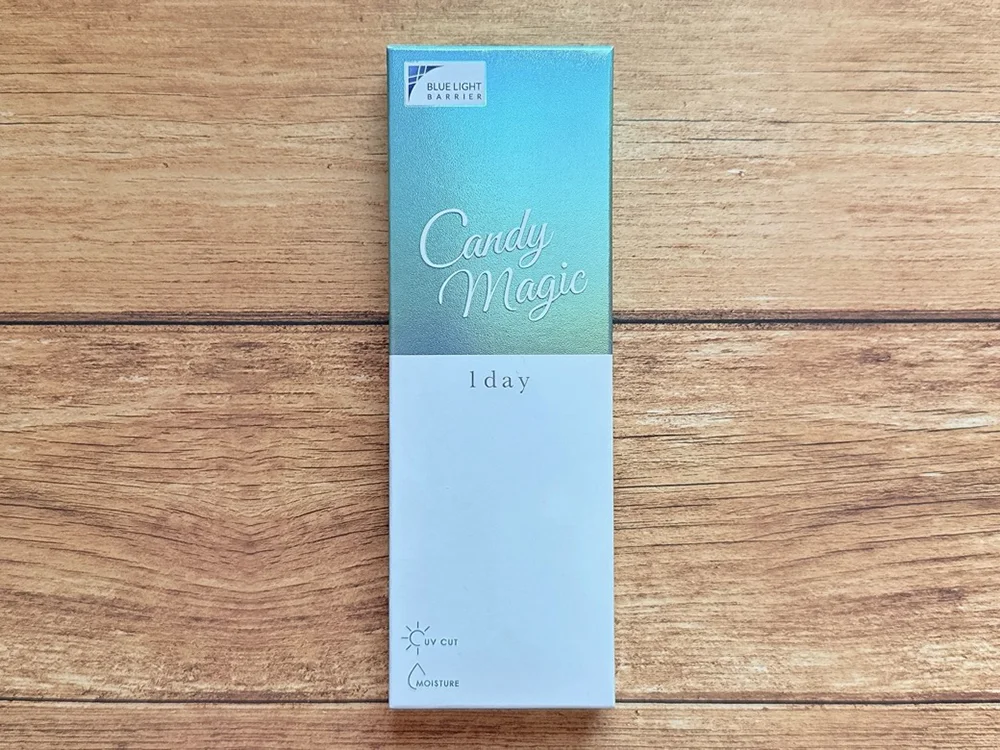 BLUE LIGHT
BARRIER
Candy
Magic
1day
UV CUT
MOISTURE